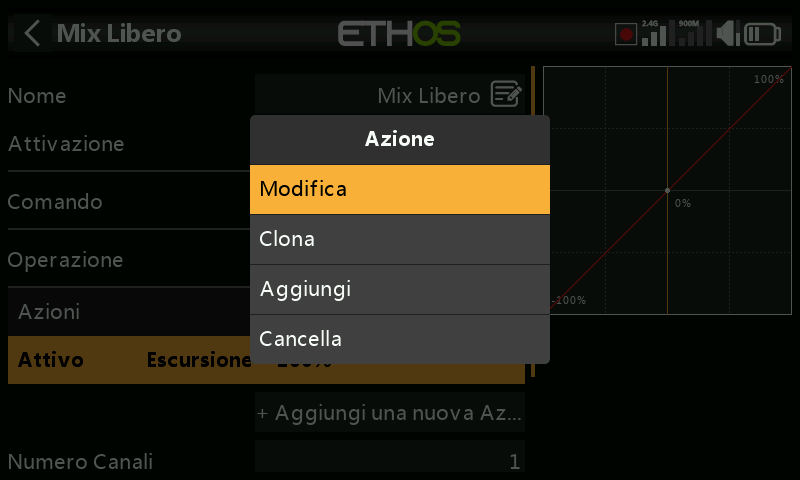 Mix Libero
ETHOS
2.4G
900M
Nome
Mix Libero
Attivazione
Comando
Operazione
Azioni
Attivo Escursione 100%
+ Aggiungi una nuova Az...
Numero Canali 1
Azione
Modifica
Clona
Aggiungi
Cancella
100%
0%
-100%